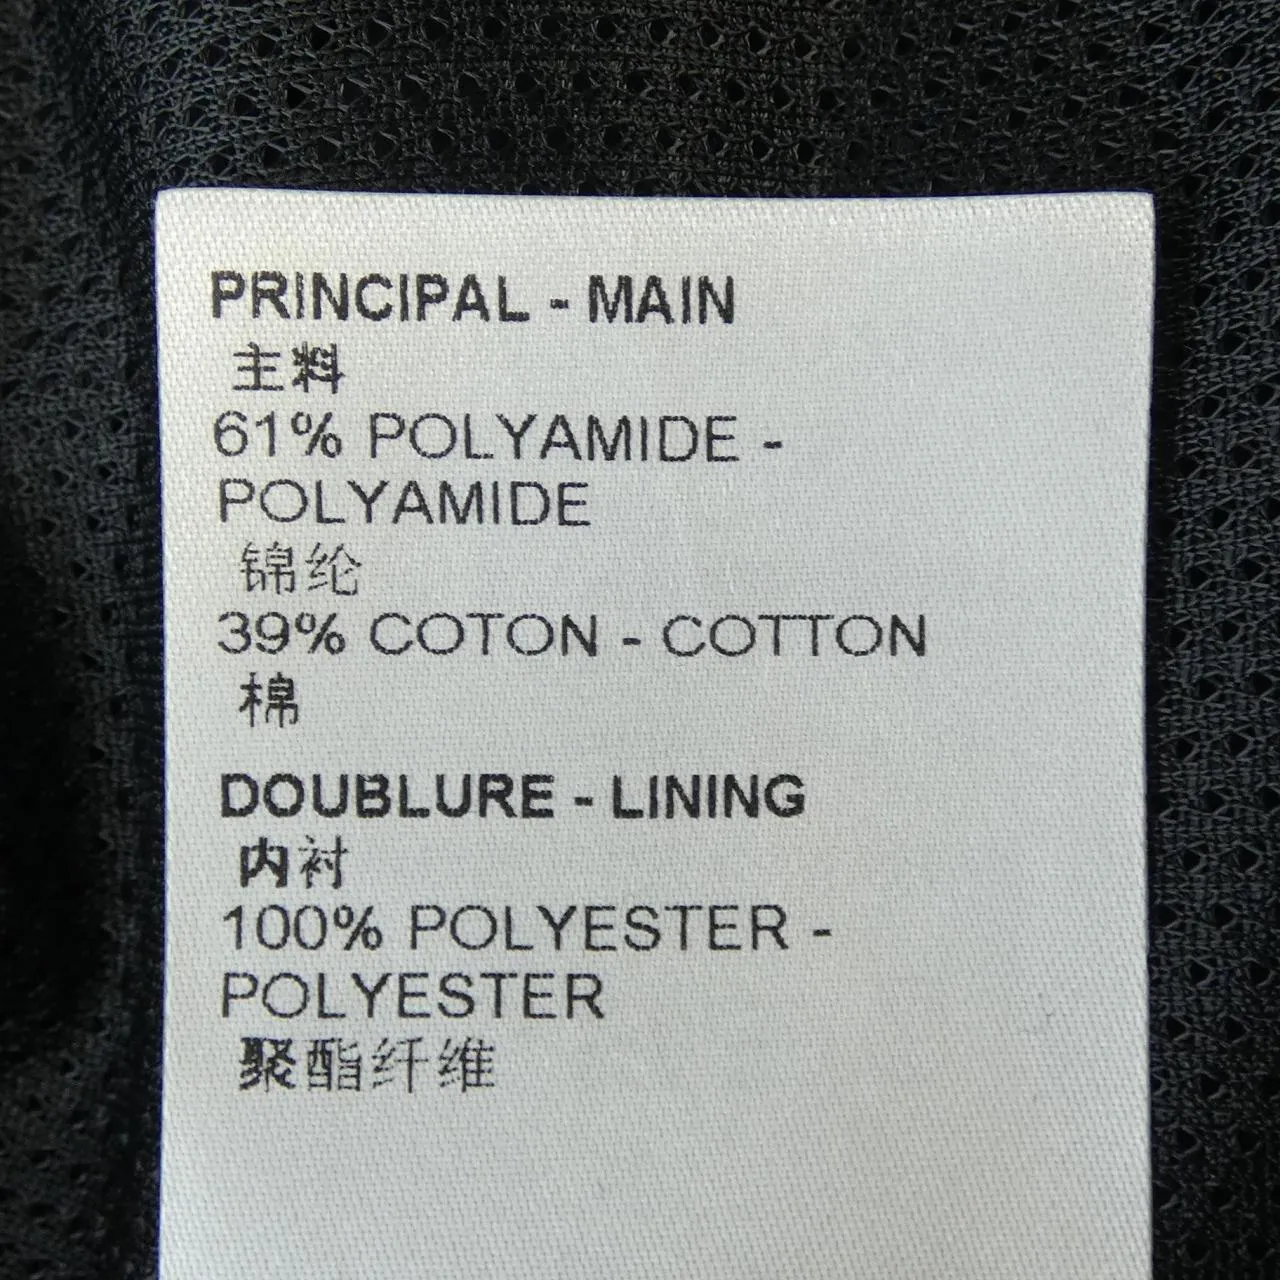 PRINCIPAL - MAIN
主料
61% POLYAMIDE -
POLYAMIDE
锦纶
39% COTON - COTTON
棉
DOUBLURE - LINING
内衬
100% POLYESTER -
POLYESTER
聚酯纤维